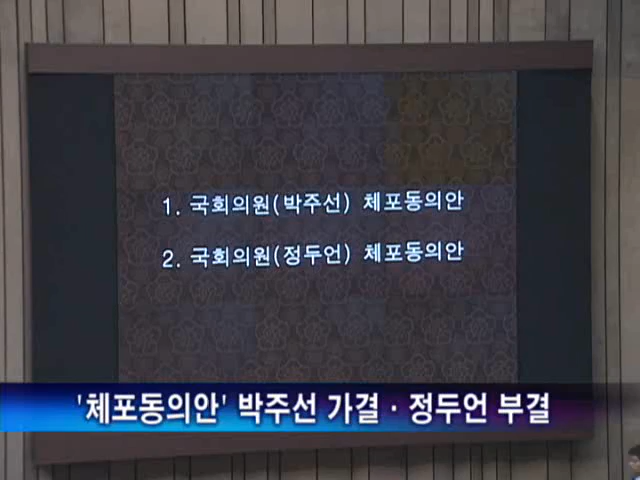 1. 국회의원(박주선) 체포동의안
2. 국회의원(정두언) 체포동의안
'체포동의안' 박주선 가결 · 정두언 부결